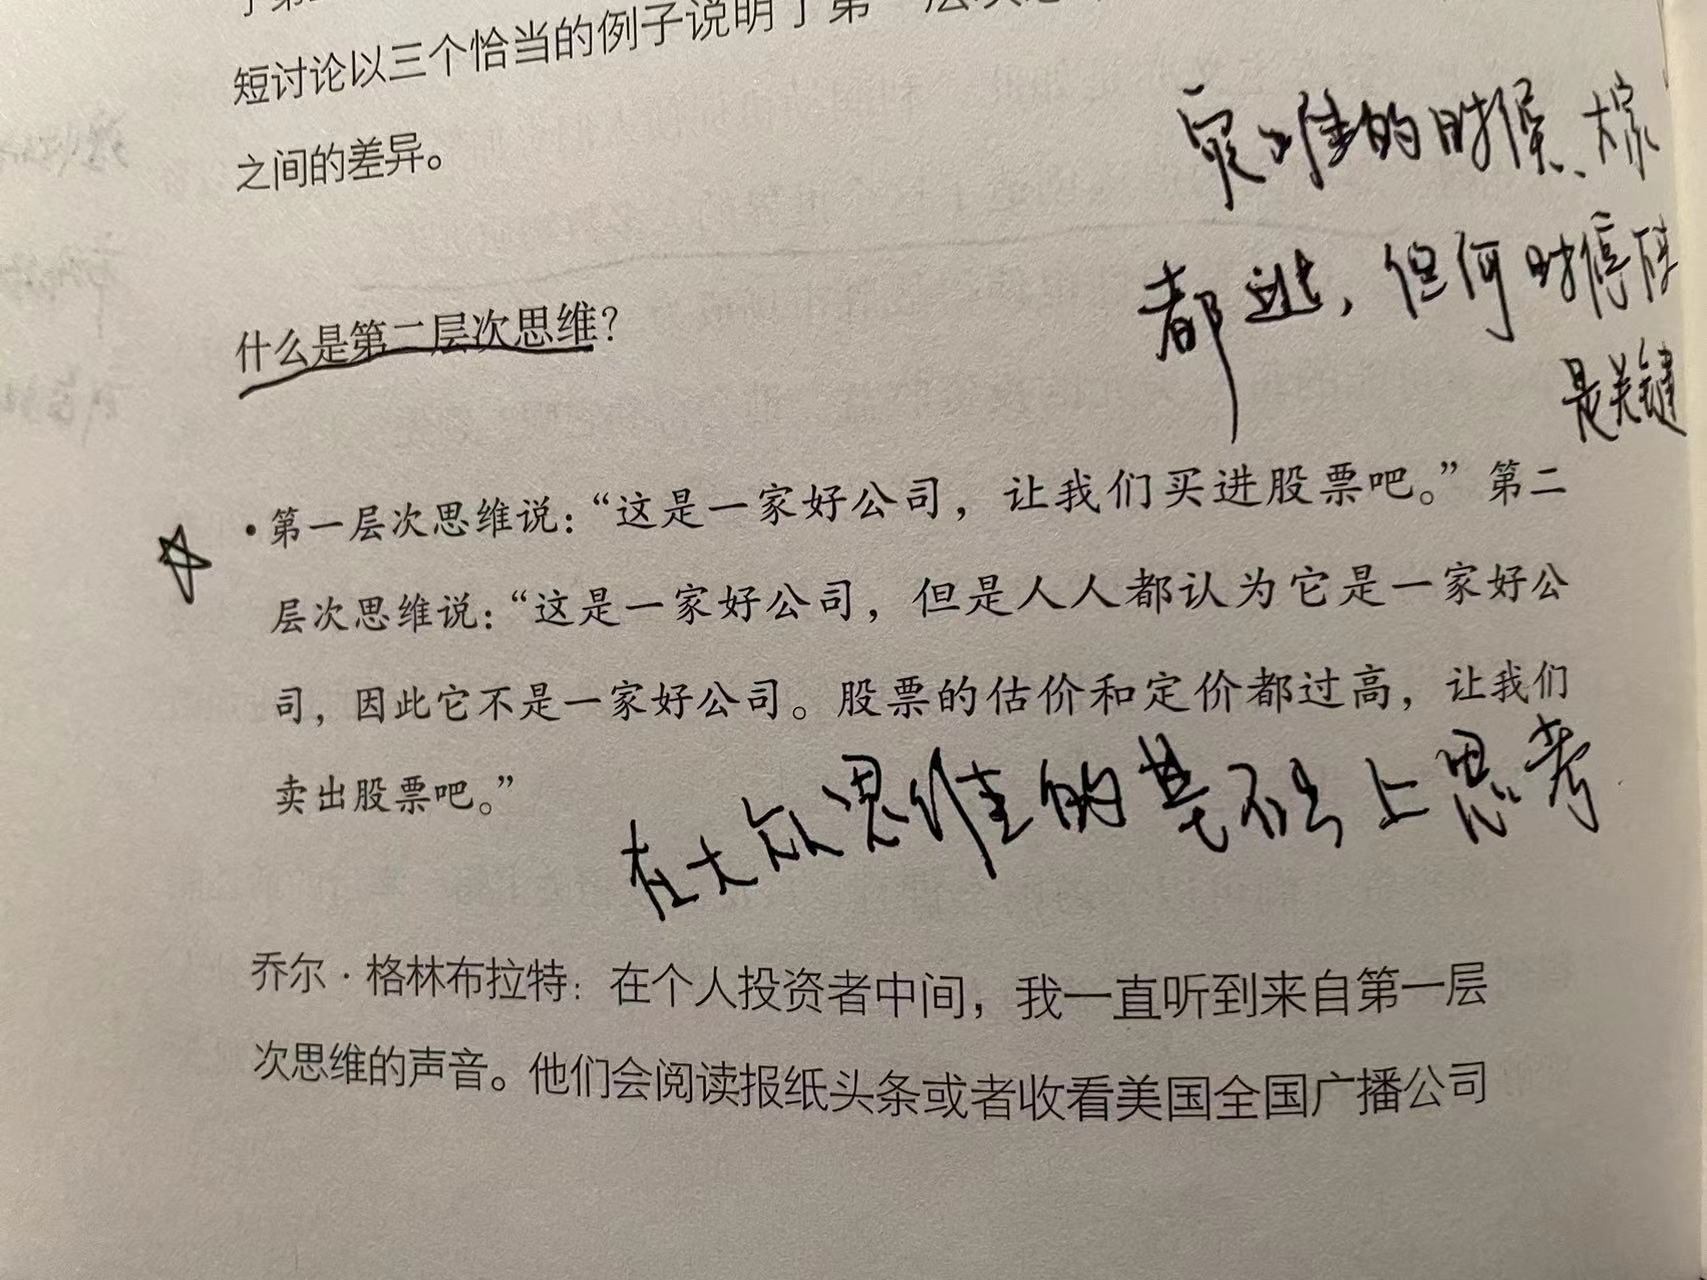 短讨论以三个恰当的例子说明了第一层次思
之间的差异。
灾难的时候、大家
都逃，但何时停
是关键
什么是第二层次思维？
•第一层次思维说：“这是一家好公司，让我们买进股票吧。”第二
层次思维说：“这是一家好公司，但是人人都认为它是一家好公
司，因此它不是一家好公司。股票的估价和定价都过高，让我们
卖出股票吧。”
在大众思维的基础上思考
乔尔·格林布拉特：在个人投资者中间，我一直听到来自第一层
次思维的声音。他们会阅读报纸头条或者收看美国全国广播公司